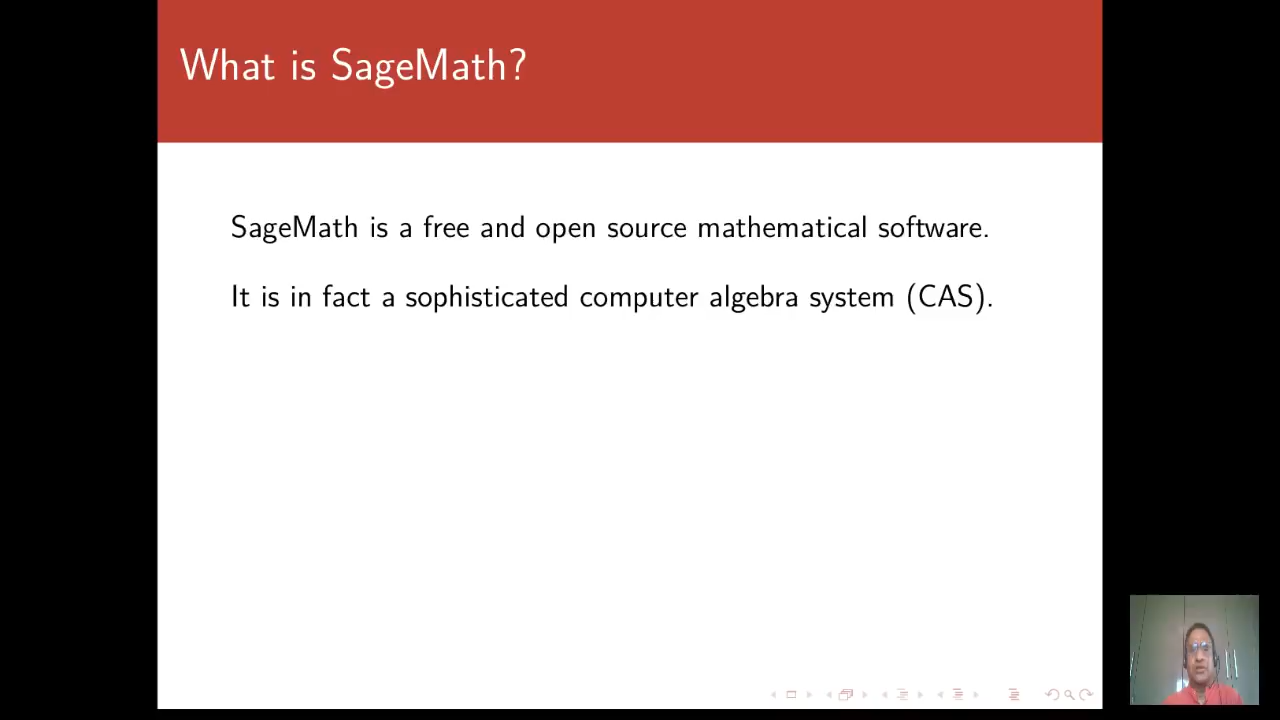 What is SageMath?
SageMath is a free and open source mathematical software.
It is in fact a sophisticated computer algebra system (CAS).